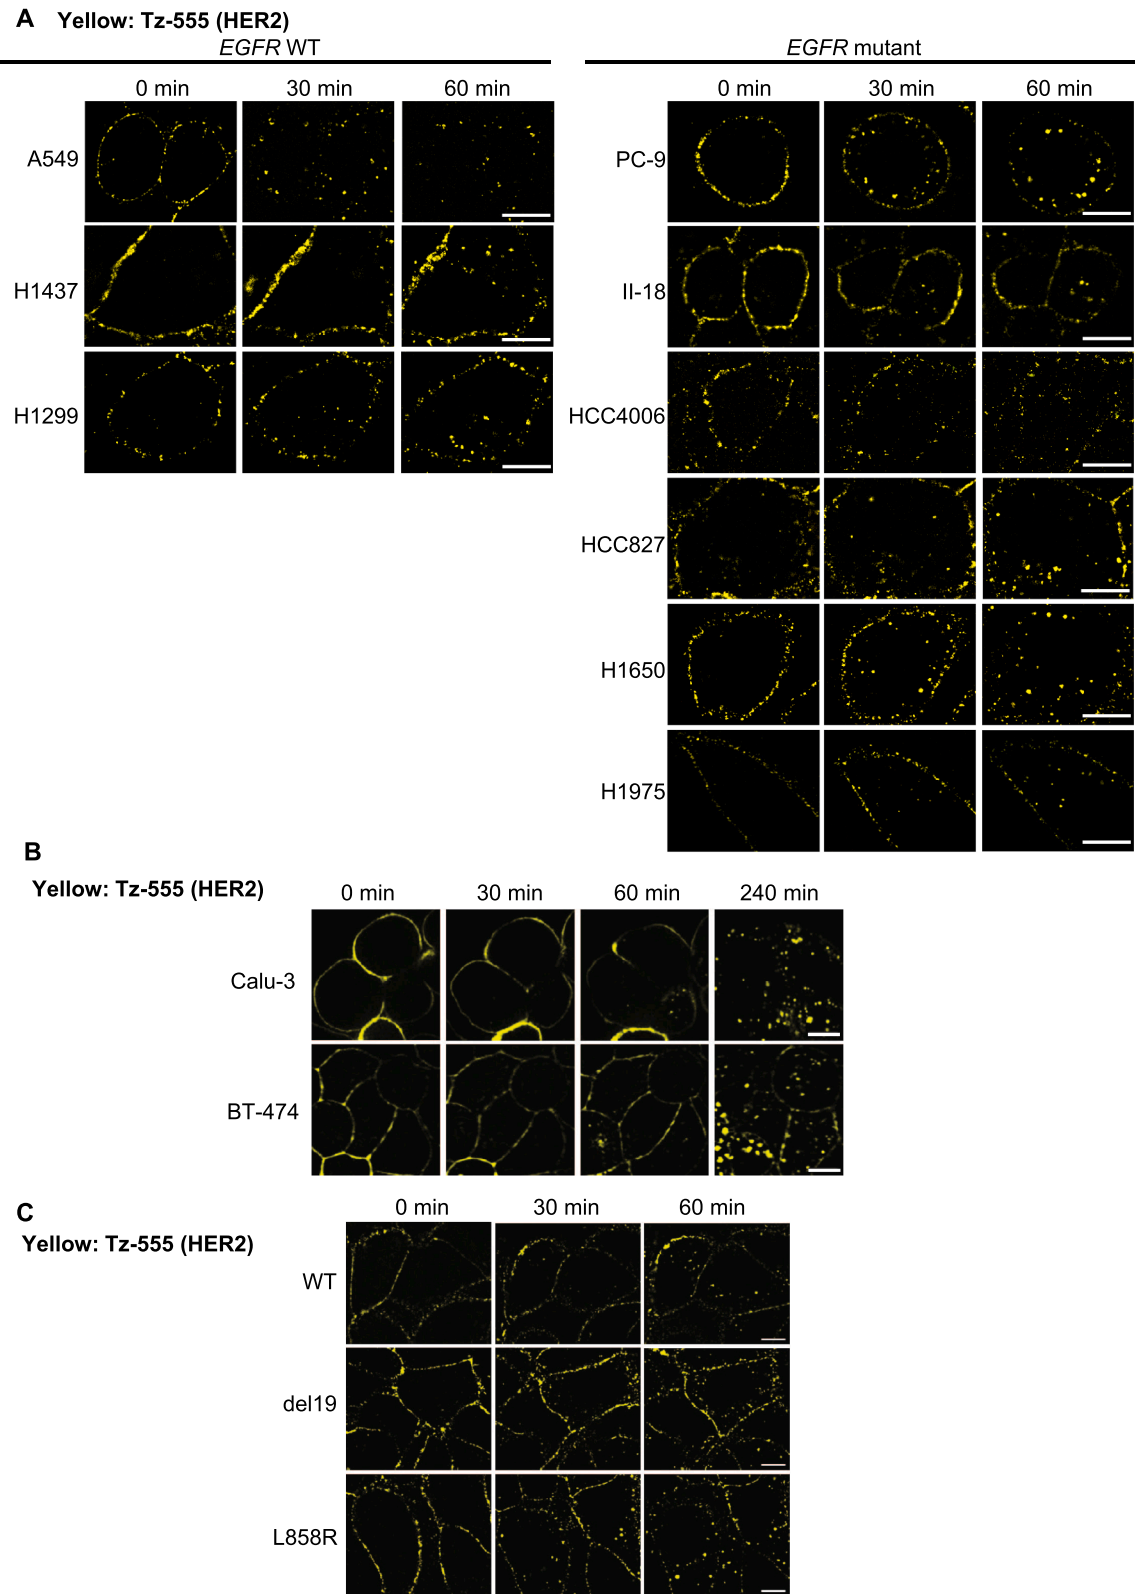 A Yellow: Tz-555 (HER2)
EGFR WT
0 min 30 min 60 min
A549
H1437
H1299
EGFR mutant
0 min 30 min 60 min
PC-9
II-18
HCC4006
HCC827
H1650
H1975
B
Yellow: Tz-555 (HER2)
0 min 30 min 60 min 240 min
Calu-3
BT-474
C
Yellow: Tz-555 (HER2)
0 min 30 min 60 min
WT
del19
L858R